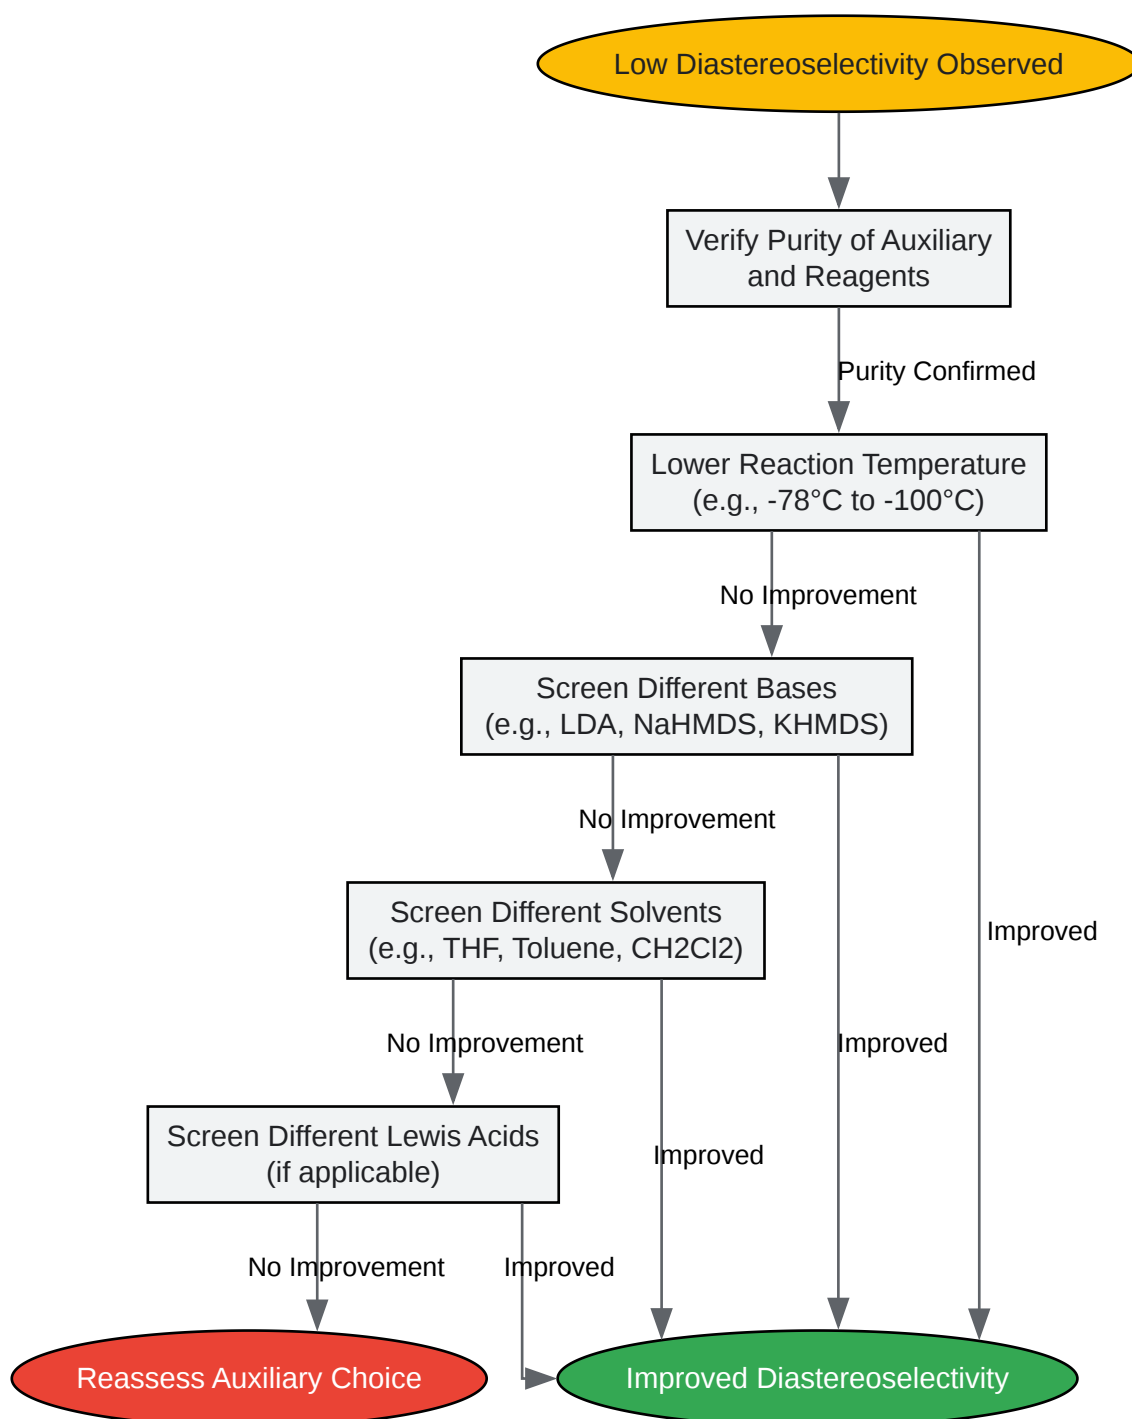 Low Diastereoselectivity Observed
Verify Purity of Auxiliary
and Reagents
Purity Confirmed
Lower Reaction Temperature
(e.g., -78°C to -100°C)
No Improvement
Screen Different Bases
(e.g., LDA, NaHMDS, KHMDS)
No Improvement
Screen Different Solvents
(e.g., THF, Toluene, CH2Cl2)
Improved
No Improvement
Improved
Screen Different Lewis Acids
(if applicable)
Improved
No Improvement
Improved
Reassess Auxiliary Choice
Improved Diastereoselectivity